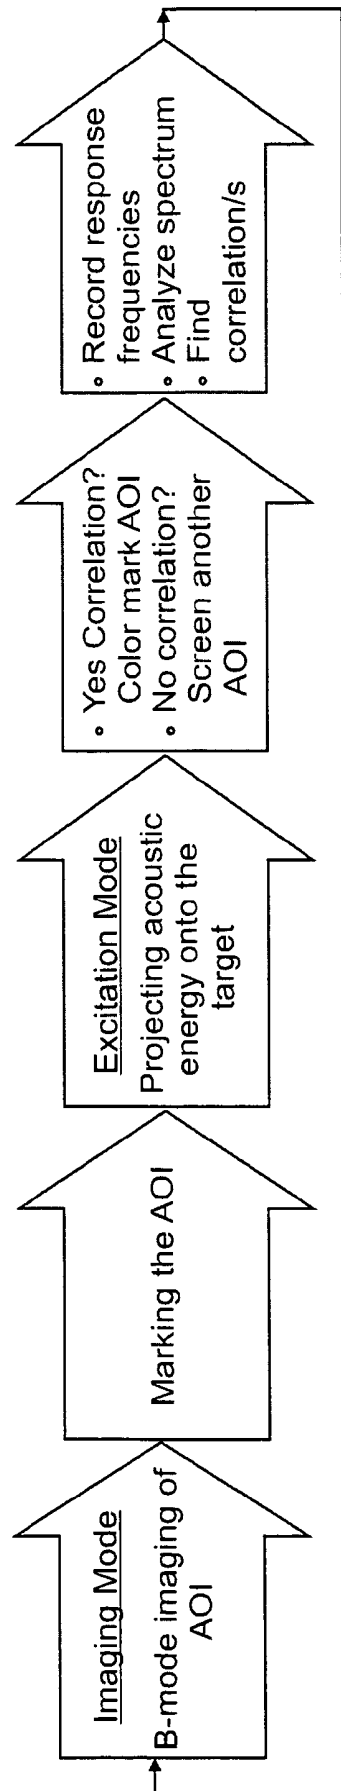 Imaging Mode
B-mode imaging of
AOI
Marking the AOI
Excitation Mode
Projecting acoustic
energy onto the
target
• Yes Correlation?
Color mark AOI
• No correlation?
Screen another
AOI
• Record response
frequencies
• Analyze spectrum
• Find
correlation/s